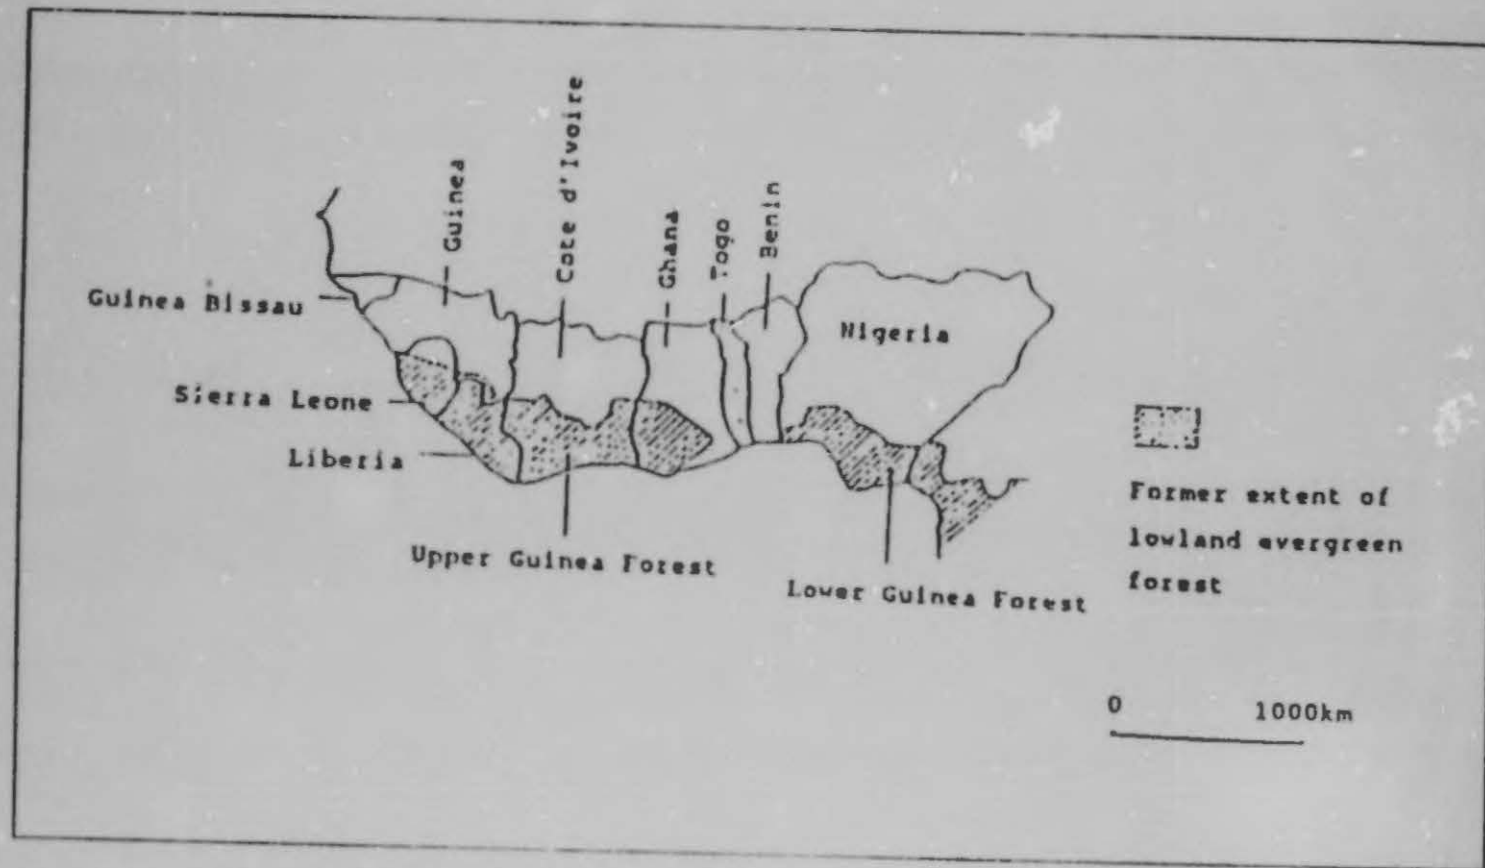 Guinea
Cote d'Ivoire
Ghana
Togo
Benin
Guinea Bissau
Nigeria
Sierra Leone
Liberia
Former extent of
lowland evergreen
forest
Upper Guinea Forest
Lower Guinea Forest
0 1000km